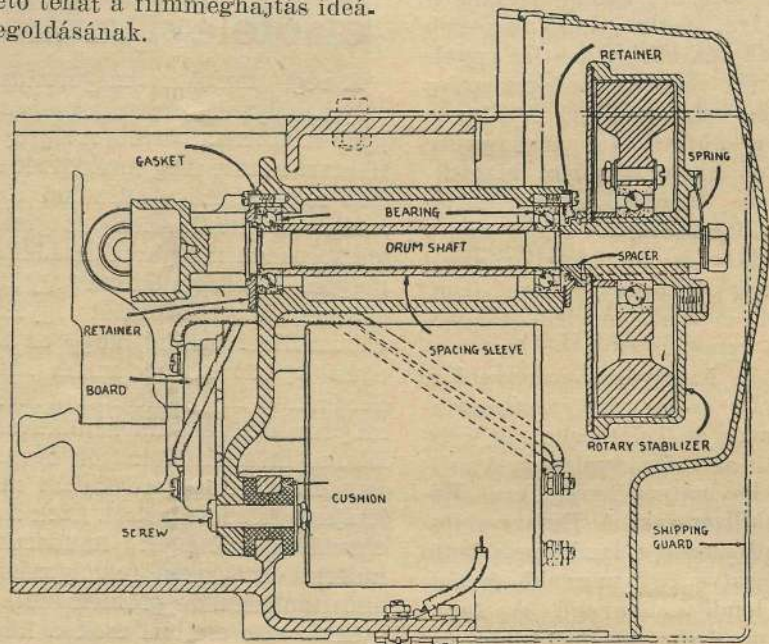 ető tehát a filmmeghajtás ideá-
egoldásának.
RETAINER
GASKET
SPRING
BEARING
DRUM SHAFT
SPACER
RETAINER
SPACING SLEEVE
BOARD
ROTARY STABILIZER
CUSHION
SCREW
SHIPPING
GUARD